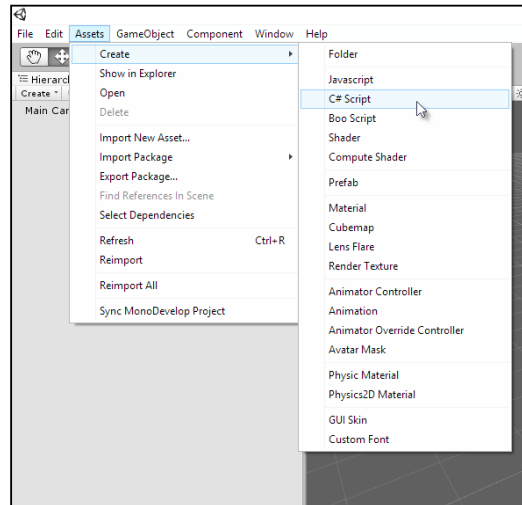 File Edit Assets GameObject Component Window Help
Hierarc
Create
Main Car
Create
Show in Explorer
Open
Delete
Import New Asset...
Import Package
Export Package...
Find References In Scene
Select Dependencies
Refresh Ctrl+R
Reimport
Reimport All
Sync MonoDevelop Project
Folder
Javascript
C# Script
Boo Script
Shader
Compute Shader
Prefab
Material
Cubemap
Lens Flare
Render Texture
Animator Controller
Animation
Animator Override Controller
Avatar Mask
Physic Material
Physics2D Material
GUI Skin
Custom Font